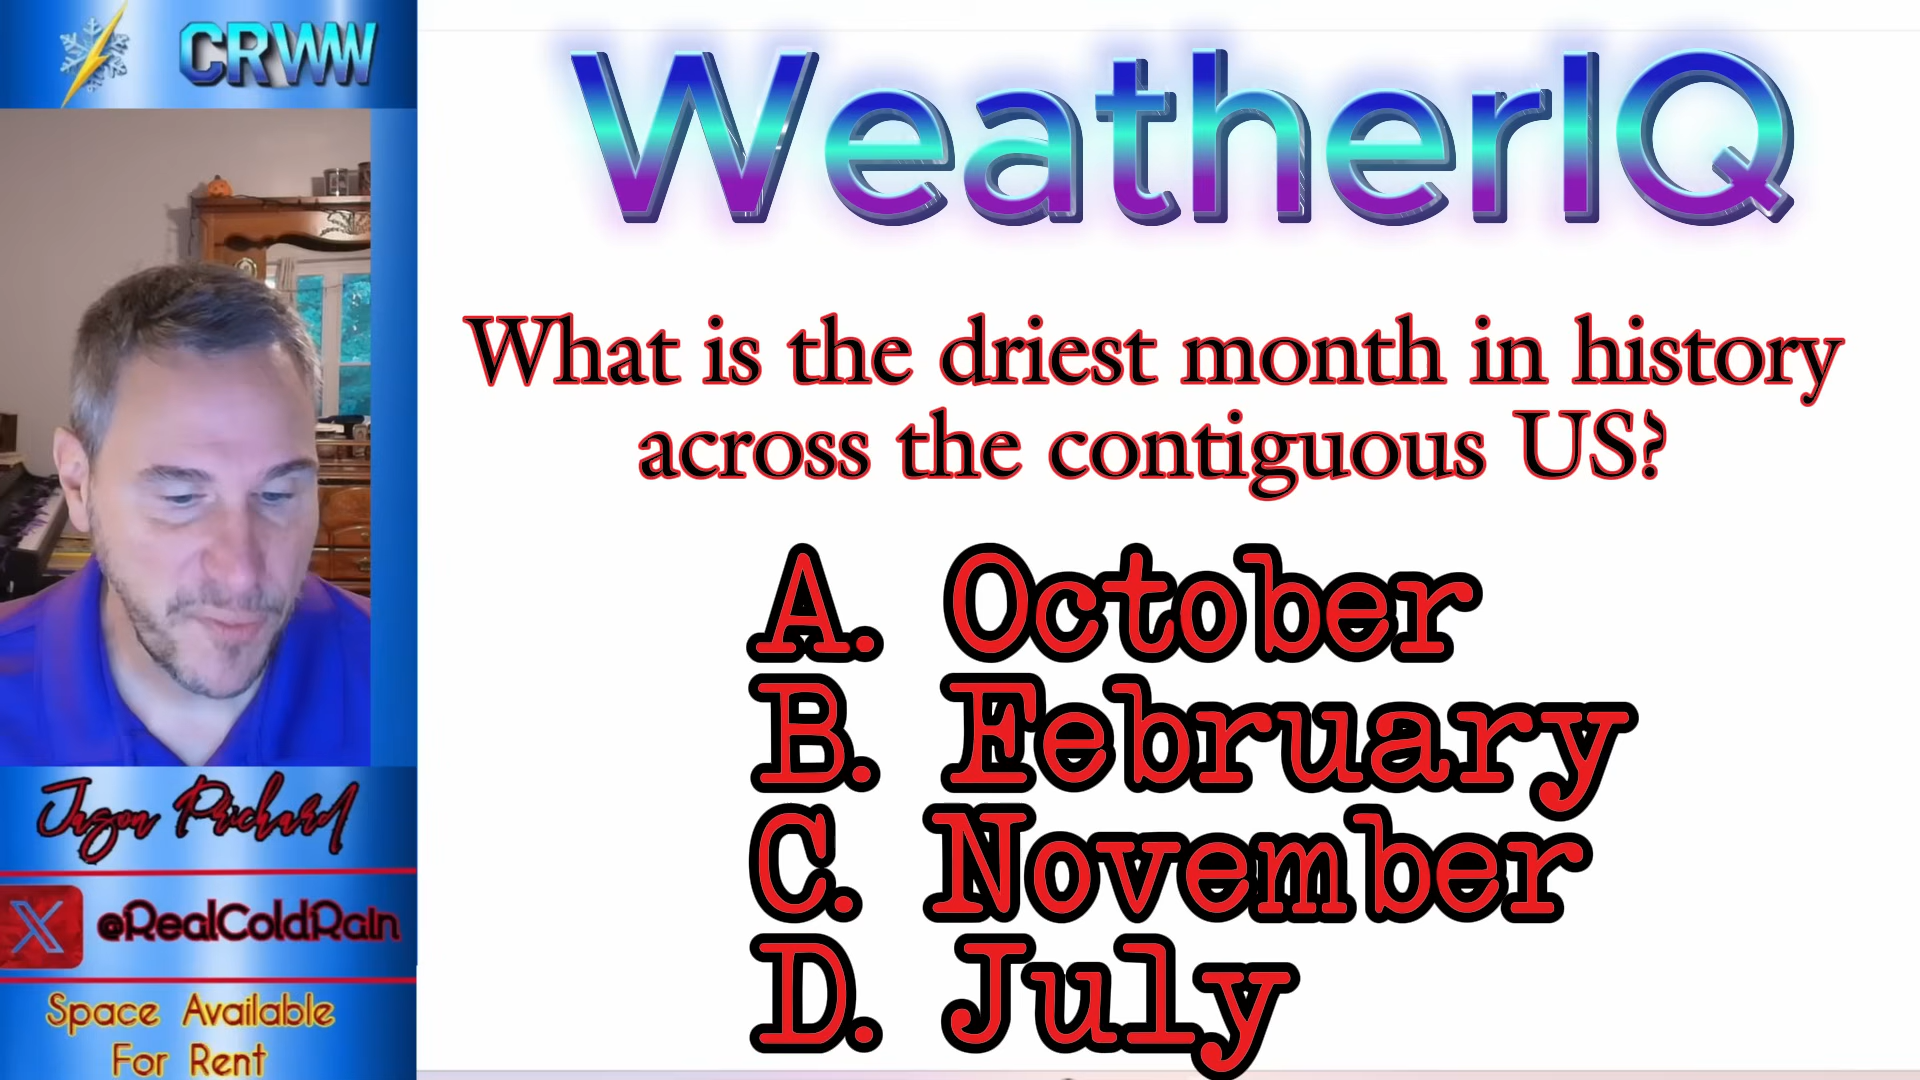 CRWW
WeatherIQ
What is the driest month in history
across the contiguous US?
A. October
B. February
C. November
D. July
Jason Prichard
X @RealColdRain
Space Available
For Rent